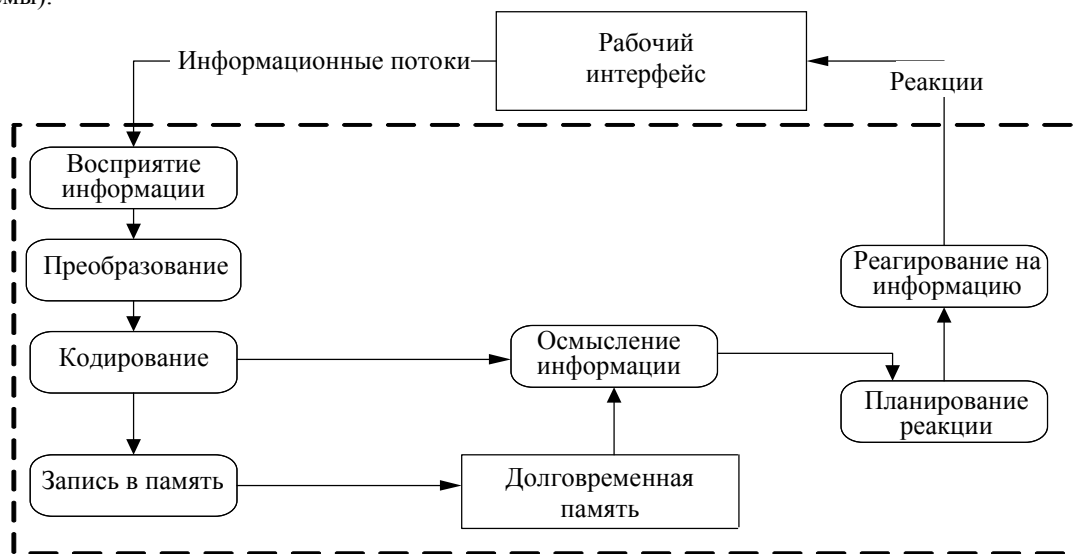 емы).
Рабочий
интерфейс
Информационные потоки
Реакции
Восприятие
информации
Преобразование
Кодирование
Запись в память
Осмысление
информации
Долговременная
память
Реагирование на
информацию
Планирование
реакции